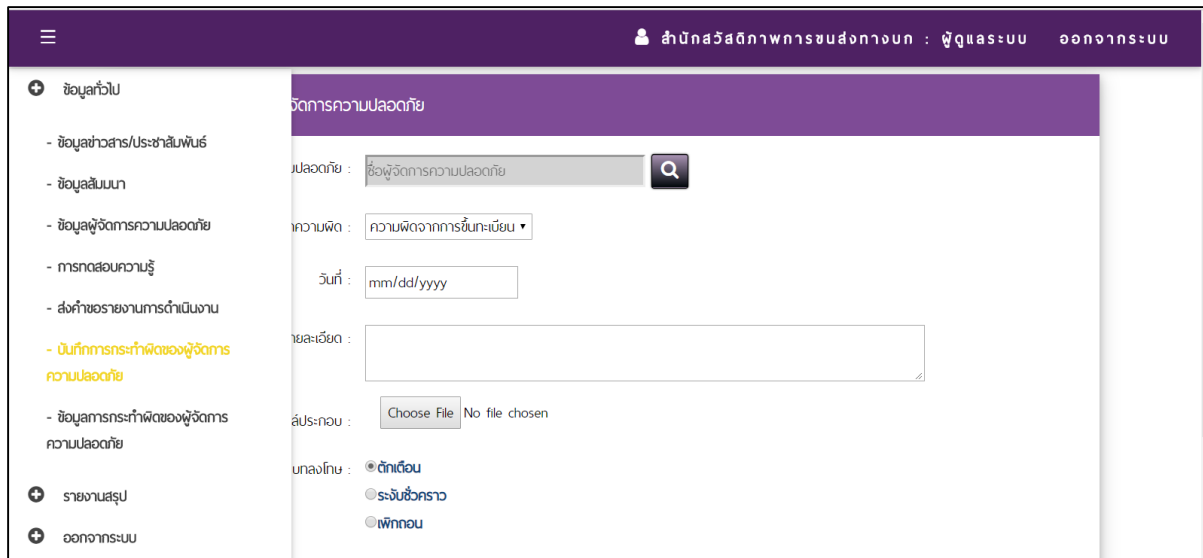 สำนักสวัสดิภาพการขนส่งทางบก : ผู้ดูแลระบบ ออกจากระบบ
ข้อมูลทั่วไป
- ข้อมูลข่าวสาร/ประชาสัมพันธ์
- ข้อมูลสัมมนา
- ข้อมูลผู้จัดการความปลอดภัย
- การทดสอบความรู้
- ส่งคำขอรายงานการดำเนินงาน
- บันทึกการกระทำผิดของผู้จัดการ
ความปลอดภัย
- ข้อมูลการกระทำผิดของผู้จัดการ
ความปลอดภัย
รายงานสรุป
ออกจากระบบ
จัดการความปลอดภัย
ปลอดภัย : ชื่อผู้จัดการความปลอดภัย
ความผิด : ความผิดจากการขึ้นทะเบียน
วันที่ : mm/dd/yyyy
ายละเอียด :
ล์ประกอบ : Choose File No file chosen
บทลงโทษ : ตักเตือน
ระงับชั่วคราว
เพิกถอน